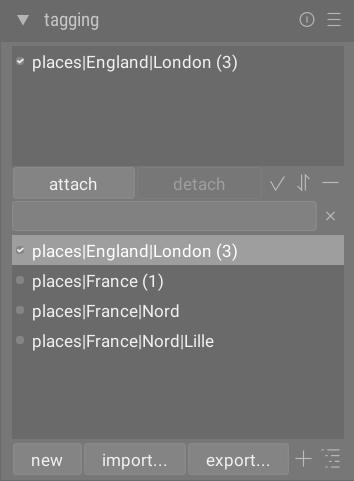 tagging
places|England|London (3)
attach detach
places|England|London (3)
places|France (1)
places|France|Nord
places|France|Nord|Lille
new import... export...